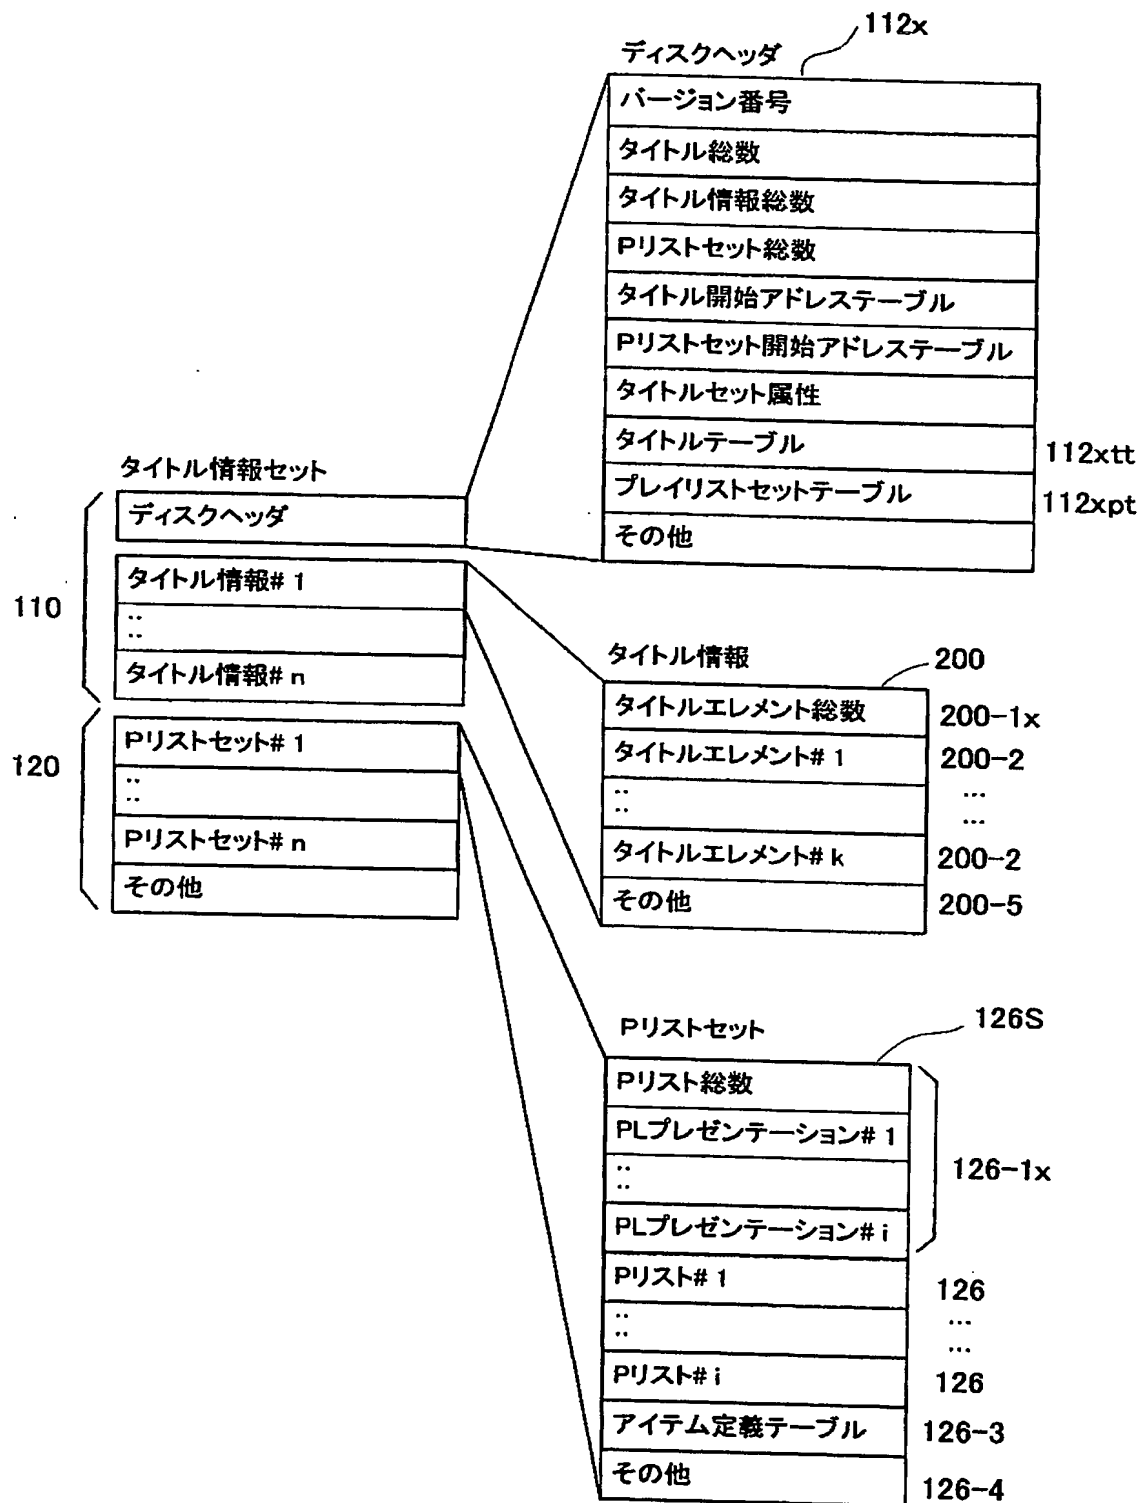 112x
ディスクヘッダ
バージョン番号
タイトル総数
タイトル情報総数
Pリストセット総数
タイトル開始アドレステーブル
Pリストセット開始アドレステーブル
タイトルセット属性
タイトルテーブル 112xtt
プレイリストセットテーブル 112xpt
その他
タイトル情報セット
ディスクヘッダ
110
タイトル情報# 1
::
タイトル情報# n
120
Pリストセット# 1
::
Pリストセット# n
その他
タイトル情報 200
タイトルエレメント総数 200-1x
タイトルエレメント# 1 200-2
:: ...
...
タイトルエレメント# k 200-2
その他 200-5
Pリストセット 126S
Pリスト総数
PLプレゼンテーション# 1
::
126-1x
PLプレゼンテーション# i
Pリスト# 1 126
:: ...
...
Pリスト# i 126
アイテム定義テーブル 126-3
その他 126-4